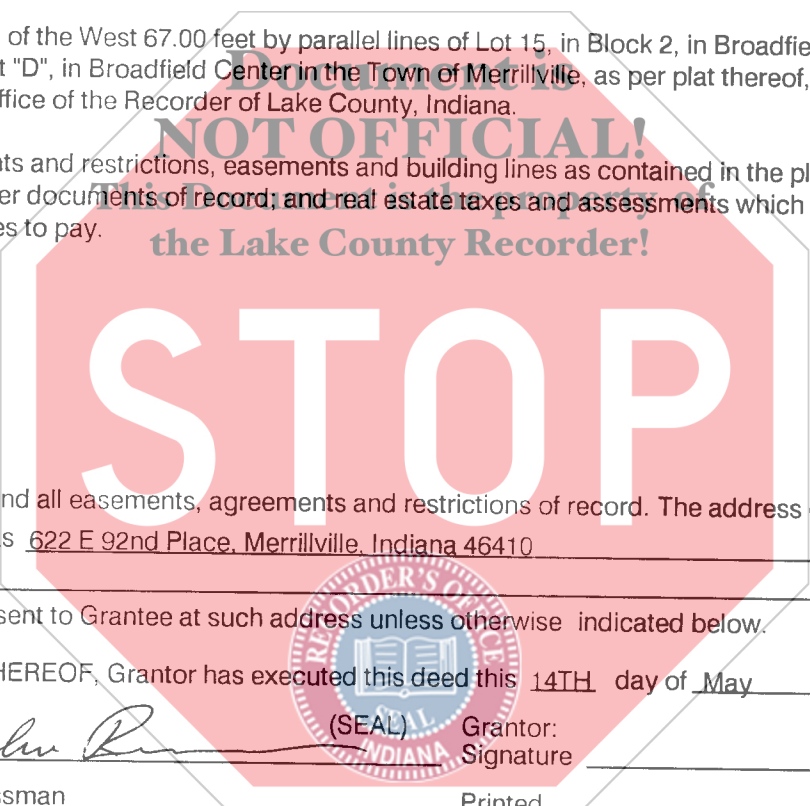 of the West 67.00 feet by parallel lines of Lot 15, in Block 2, in Broadfie
t "D", in Broadfield Center in the Town of Merrillville, as per plat thereof,
ffice of the Recorder of Lake County, Indiana.
Document is
NOT OFFICIAL!
This Document is the property of
the Lake County Recorder!
nts and restrictions, easements and building lines as contained in the pl
er documents of record; and real estate taxes and assessments which
es to pay.
STOP
nd all easements, agreements and restrictions of record. The address
s 622 E 92nd Place, Merrillville, Indiana 46410
RECORDER'S OFFICE
SEAL
INDIANA
sent to Grantee at such address unless otherwise indicated below.
HEREOF, Grantor has executed this deed this 14TH day of May
(SEAL) Grantor:
Signature
ssman
Printed